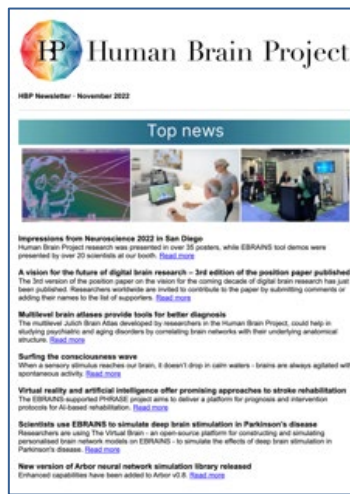 HP Human Brain Project
HBP Newsletter - November 2022
Top news
Impressions from Neuroscience 2022 in San Diego
Human Brain Project research was presented in over 35 posters, while EBRAINS tool demos were
presented by over 20 scientists at our booth. Read more
A vision for the future of digital brain research – 3rd edition of the position paper published
The 3rd version of the position paper on the vision for the coming decade of digital brain research has just
been published. Researchers worldwide are invited to contribute to the paper by submitting comments or
adding their names to the list of supporters. Read more
Multilevel brain atlases provide tools for better diagnosis
The multilevel Julich Brain Atlas developed by researchers in the Human Brain Project, could help in
studying psychiatric and aging disorders by correlating brain networks with their underlying anatomical
structure. Read more
Surfing the consciousness wave
When a sensory stimulus reaches our brain, it doesn't drop in calm waters - brains are always agitated with
spontaneous activity. Read more
Virtual reality and artificial intelligence offer promising approaches to stroke rehabilitation
The EBRAINS-supported PHRASE project aims to deliver a platform for prognosis and intervention
protocols for AI-based rehabilitation. Read more
Scientists use EBRAINS to simulate deep brain stimulation in Parkinson's disease
Researchers are using The Virtual Brain - an open-source platform for constructing and simulating
personalised brain network models on EBRAINS - to simulate the effects of deep brain stimulation in
Parkinson's disease. Read more
New version of Arbor neural network simulation library released
Enhanced capabilities have been added to Arbor v0.8. Read more